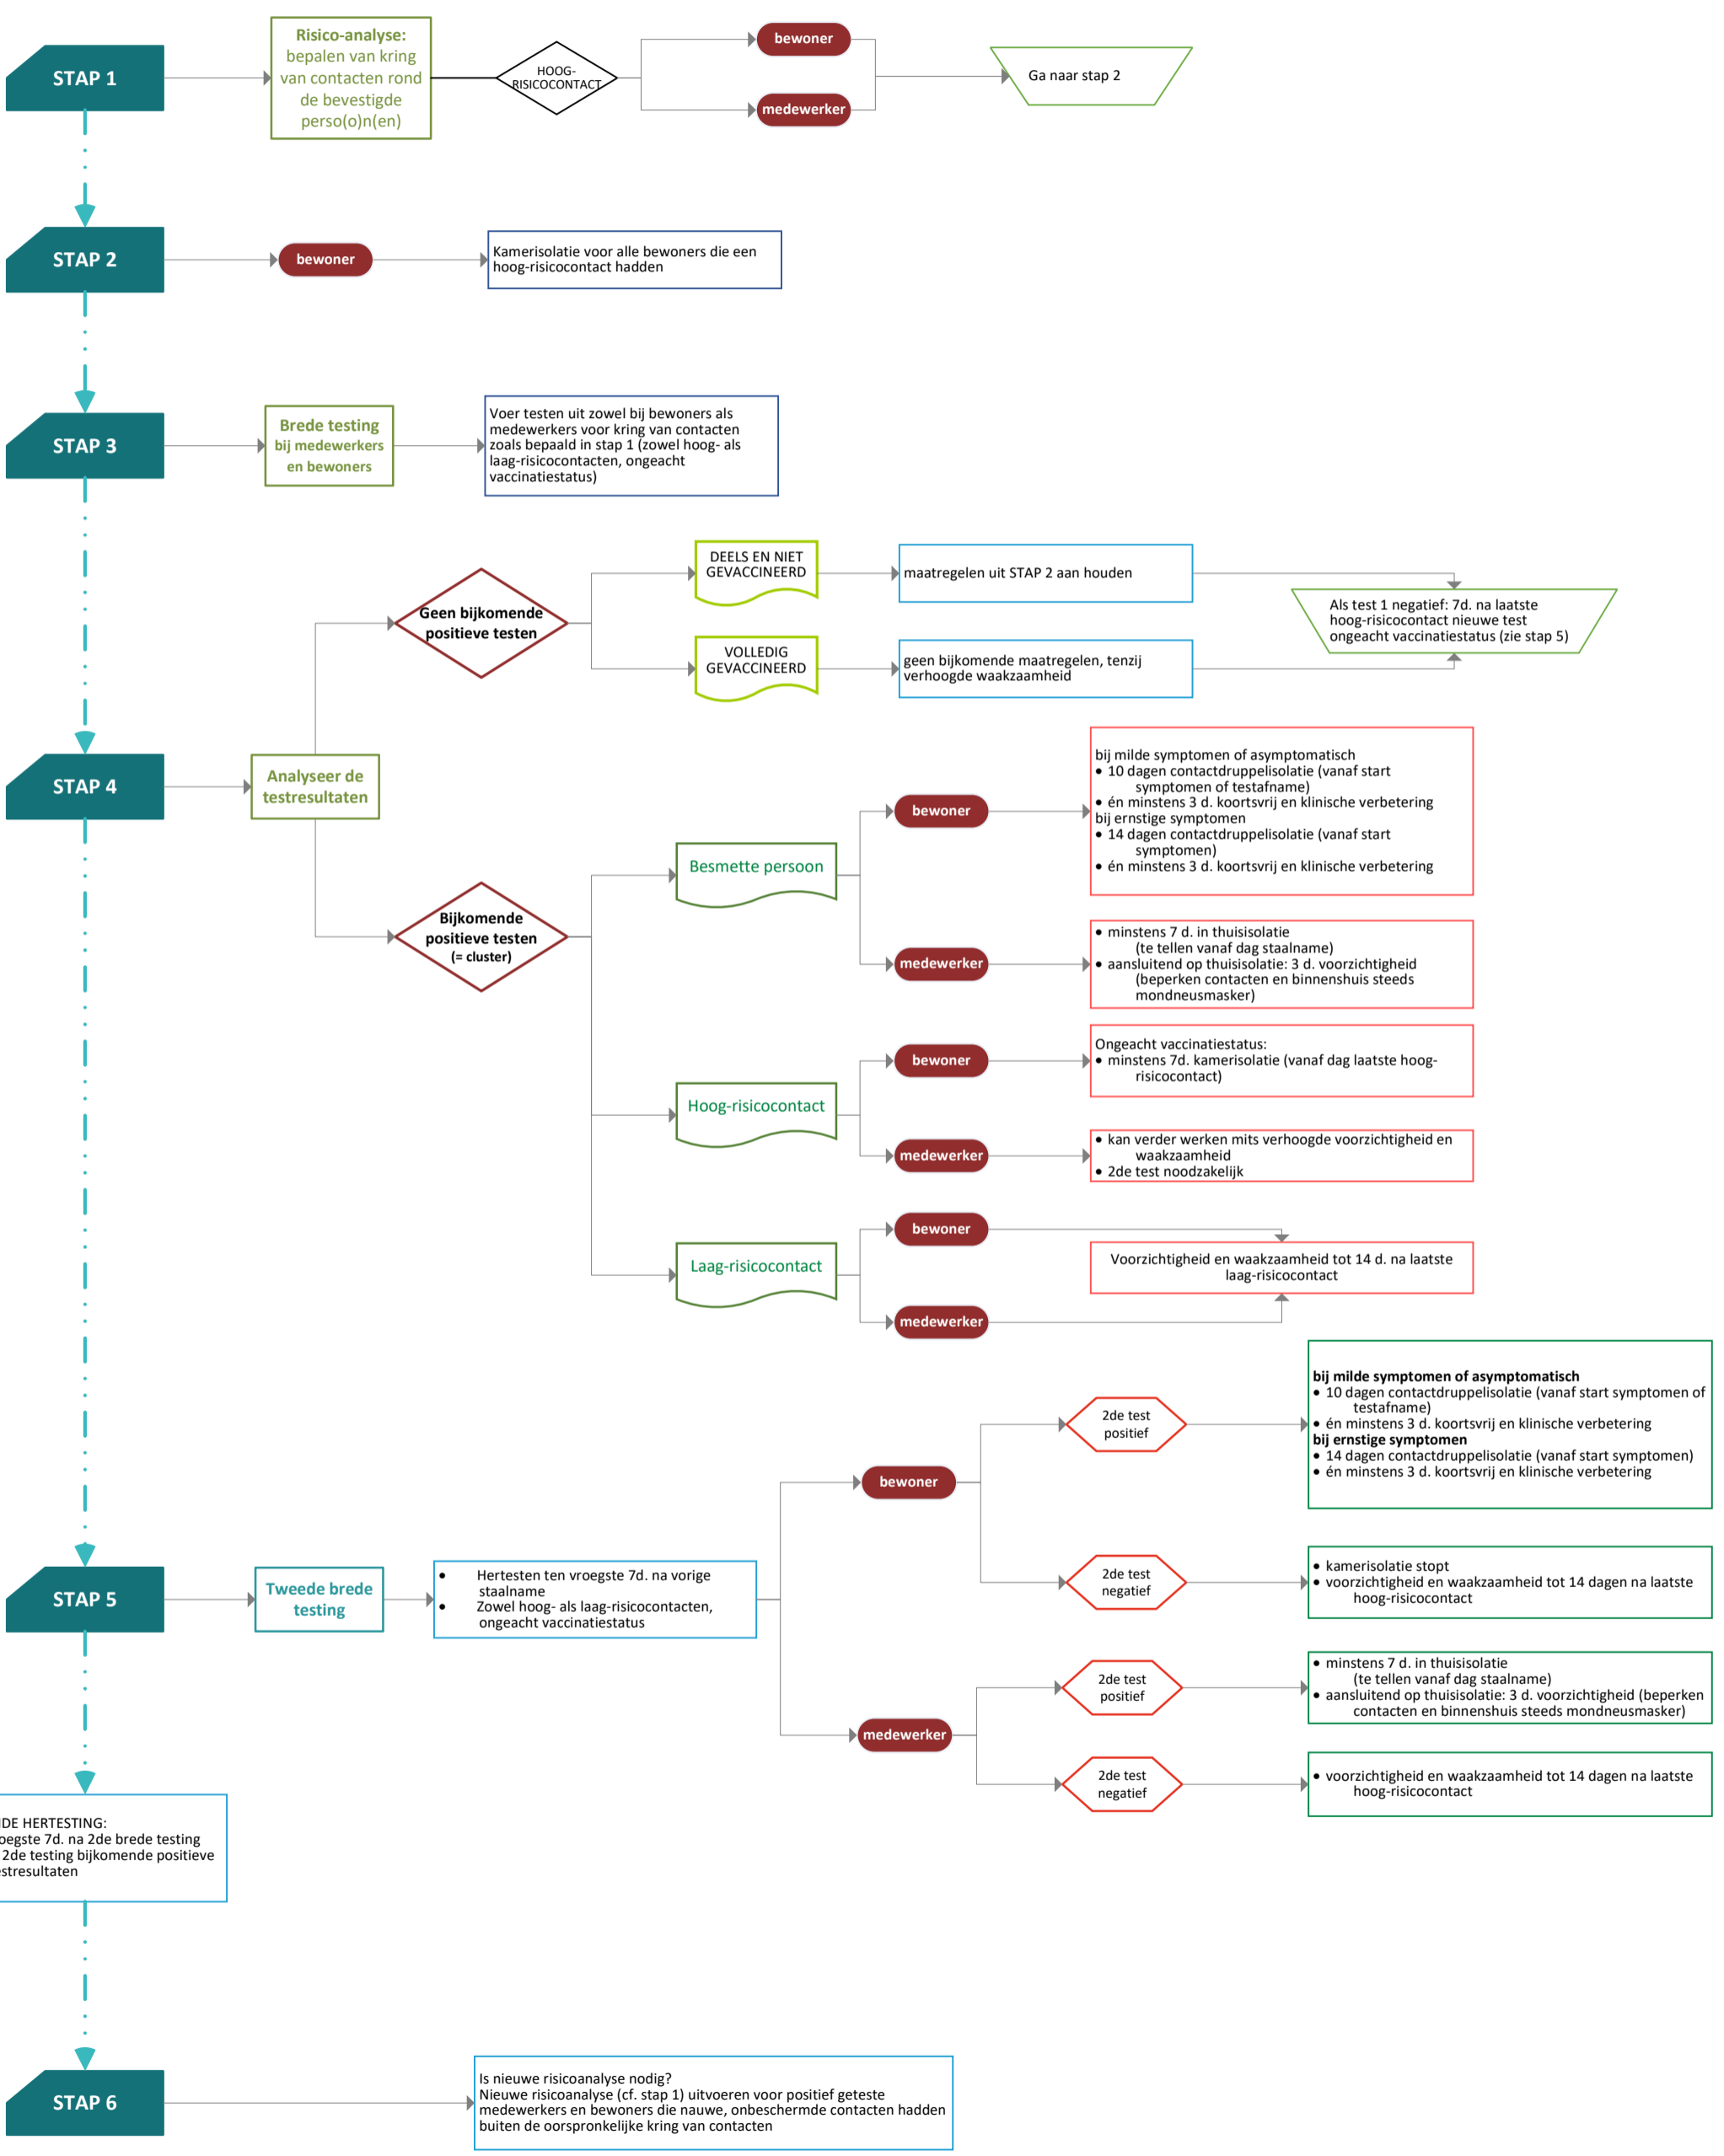 STAP 1
Risico-analyse:
bepalen van kring
van contacten rond
de bevestigde
perso(o)n(en)
HOOG-
RISICOCONTACT
bewoner
medewerker
Ga naar stap 2
STAP 2
bewoner
Kamerisolatie voor alle bewoners die een
hoog-risicocontact hadden
STAP 3
Brede testing
bij medewerkers
en bewoners
Voer testen uit zowel bij bewoners als
medewerkers voor kring van contacten
zoals bepaald in stap 1 (zowel hoog- als
laag-risicocontacten, ongeacht
vaccinatiestatus)
STAP 4
Analyseer de
testresultaten
Geen bijkomende
positieve testen
DEELS EN NIET
GEVACCINEERD
maatregelen uit STAP 2 aan houden
VOLLEDIG
GEVACCINEERD
geen bijkomende maatregelen, tenzij
verhoogde waakzaamheid
Als test 1 negatief: 7d. na laatste
hoog-risicocontact nieuwe test
ongeacht vaccinatiestatus (zie stap 5)
Bijkomende
positieve testen
(= cluster)
Besmette persoon
bewoner
bij milde symptomen of asymptomatisch
• 10 dagen contactdruppelisolatie (vanaf start
symptomen of testafname)
• én minstens 3 d. koortsvrij en klinische verbetering
bij ernstige symptomen
• 14 dagen contactdruppelisolatie (vanaf start
symptomen)
• én minstens 3 d. koortsvrij en klinische verbetering
medewerker
• minstens 7 d. in thuisisolatie
(te tellen vanaf dag staalname)
• aansluitend op thuisisolatie: 3 d. voorzichtigheid
(beperken contacten en binnenshuis steeds
mondneusmasker)
Hoog-risicocontact
bewoner
Ongeacht vaccinatiestatus:
• minstens 7d. kamerisolatie (vanaf dag laatste hoog-
risicocontact)
medewerker
• kan verder werken mits verhoogde voorzichtigheid en
waakzaamheid
• 2de test noodzakelijk
Laag-risicocontact
bewoner
medewerker
Voorzichtigheid en waakzaamheid tot 14 d. na laatste
laag-risicocontact
STAP 5
Tweede brede
testing
• Hertesten ten vroegste 7d. na vorige
staalname
• Zowel hoog- als laag-risicocontacten,
ongeacht vaccinatiestatus
bewoner
2de test
positief
bij milde symptomen of asymptomatisch
• 10 dagen contactdruppelisolatie (vanaf start symptomen of
testafname)
• én minstens 3 d. koortsvrij en klinische verbetering
bij ernstige symptomen
• 14 dagen contactdruppelisolatie (vanaf start symptomen)
• én minstens 3 d. koortsvrij en klinische verbetering
2de test
negatief
• kamerisolatie stopt
• voorzichtigheid en waakzaamheid tot 14 dagen na laatste
hoog-risicocontact
medewerker
2de test
positief
• minstens 7 d. in thuisisolatie
(te tellen vanaf dag staalname)
• aansluitend op thuisisolatie: 3 d. voorzichtigheid (beperken
contacten en binnenshuis steeds mondneusmasker)
2de test
negatief
• voorzichtigheid en waakzaamheid tot 14 dagen na laatste
hoog-risicocontact
HERTESTING:
7d. na 2de brede testing
2de testing bijkomende positieve
STAP 6
Is nieuwe risicoanalyse nodig?
Nieuwe risicoanalyse (cf. stap 1) uitvoeren voor positief geteste
medewerkers en bewoners die nauwe, onbeschermde contacten hadden
buiten de oorspronkelijke kring van contacten